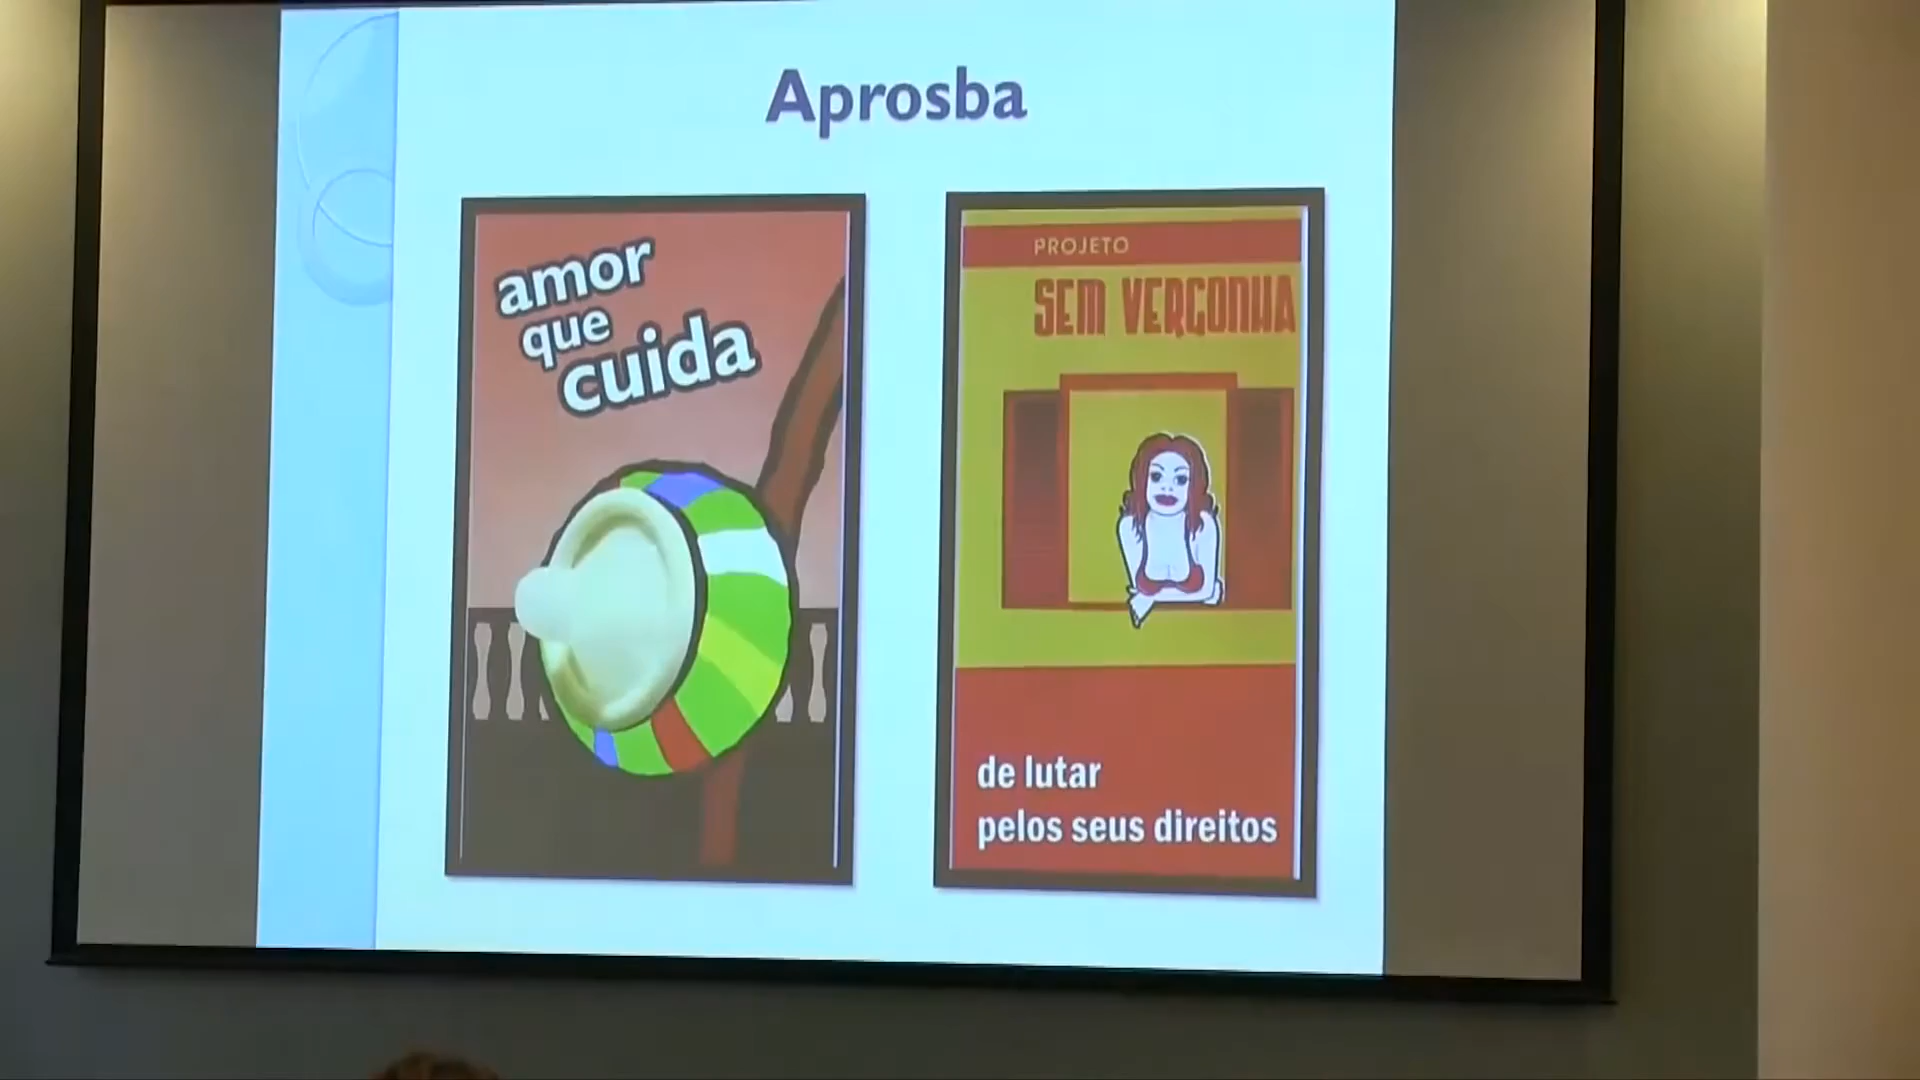 Aprosba
amor
que
cuida
PROJETO
SEM VERGONHA
de lutar
pelos seus direitos